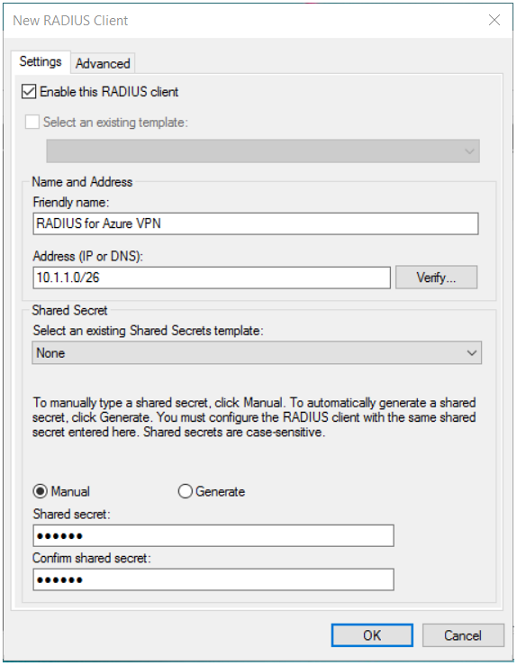 New RADIUS Client
Settings
Advanced
Enable this RADIUS client
Select an existing template:
Name and Address
Friendly name:
RADIUS for Azure VPN
Address (IP or DNS):
10.1.1.0/26
Verify...
Shared Secret
Select an existing Shared Secrets template:
None
To manually type a shared secret, click Manual. To automatically generate a shared
secret, click Generate. You must configure the RADIUS client with the same shared
secret entered here. Shared secrets are case-sensitive.
Manual
Generate
Shared secret:
••••••
Confirm shared secret:
••••••
OK
Cancel